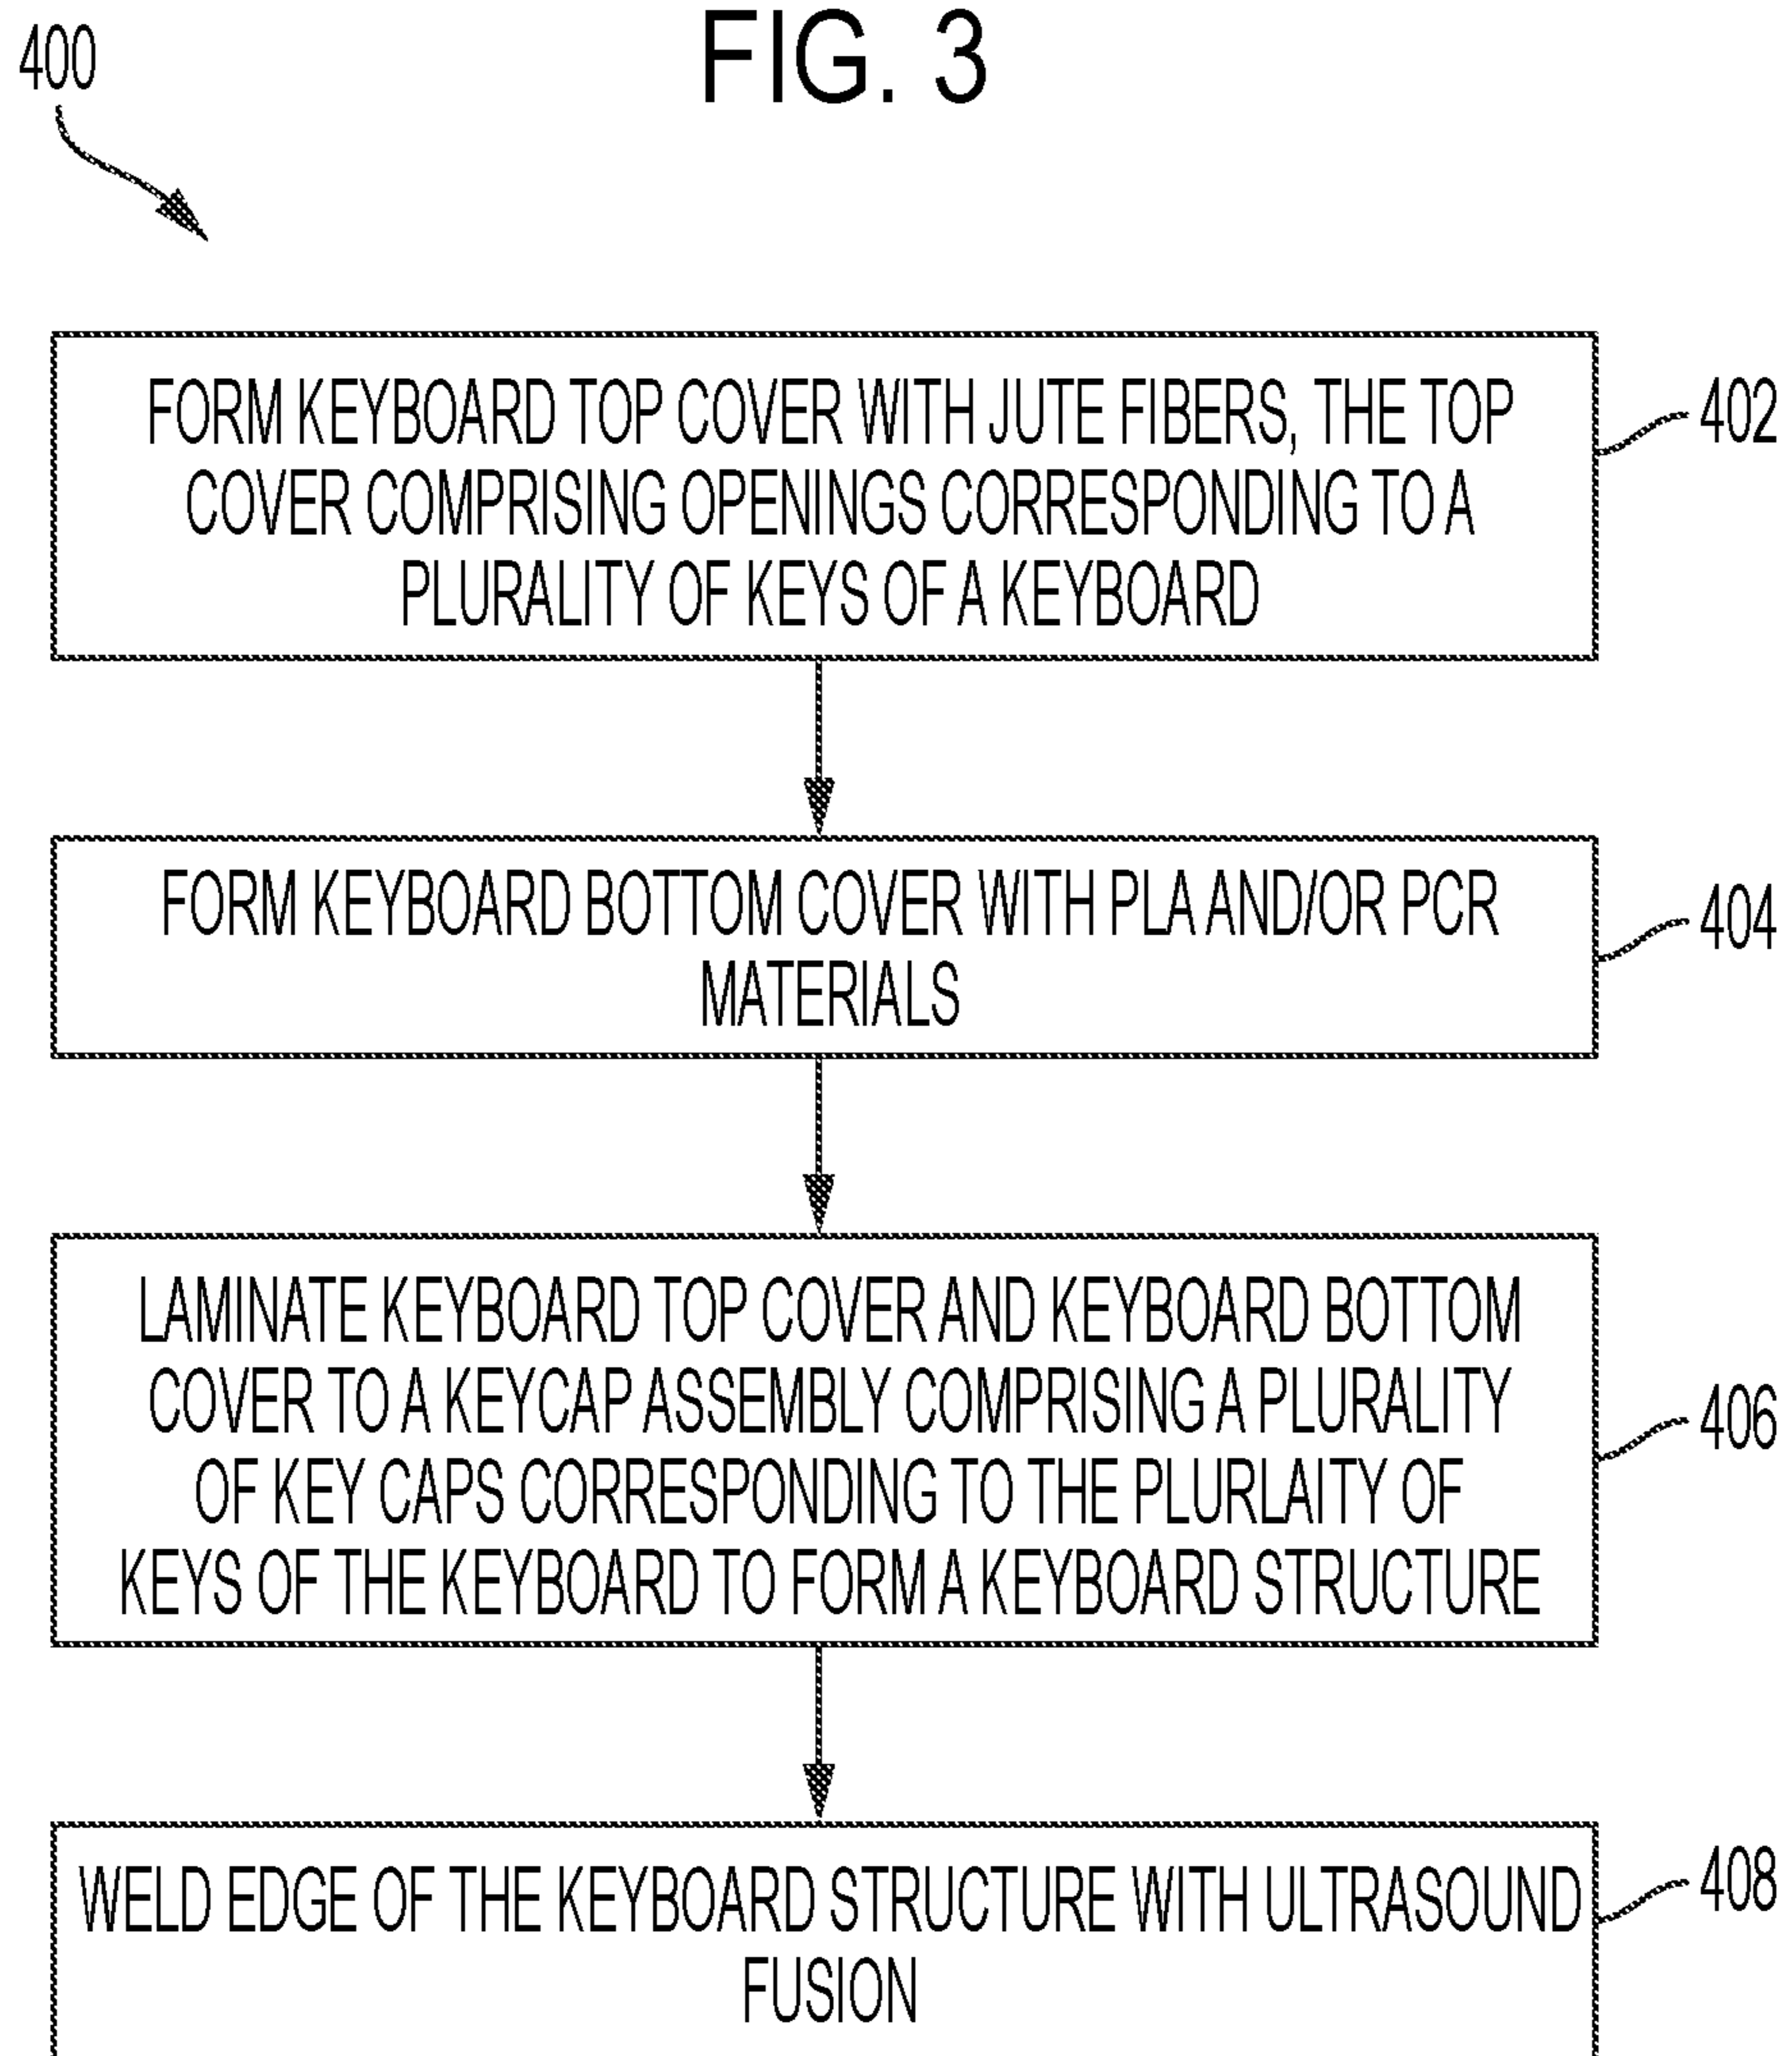 FIG. 3
400
FORM KEYBOARD TOP COVER WITH JUTE FIBERS, THE TOP
COVER COMPRISING OPENINGS CORRESPONDING TO A
PLURALITY OF KEYS OF A KEYBOARD
402
FORM KEYBOARD BOTTOM COVER WITH PLA AND/OR PCR
MATERIALS
404
LAMINATE KEYBOARD TOP COVER AND KEYBOARD BOTTOM
COVER TO A KEYCAP ASSEMBLY COMPRISING A PLURALITY
OF KEY CAPS CORRESPONDING TO THE PLURLAITY OF
KEYS OF THE KEYBOARD TO FORM A KEYBOARD STRUCTURE
406
WELD EDGE OF THE KEYBOARD STRUCTURE WITH ULTRASOUND
FUSION
408